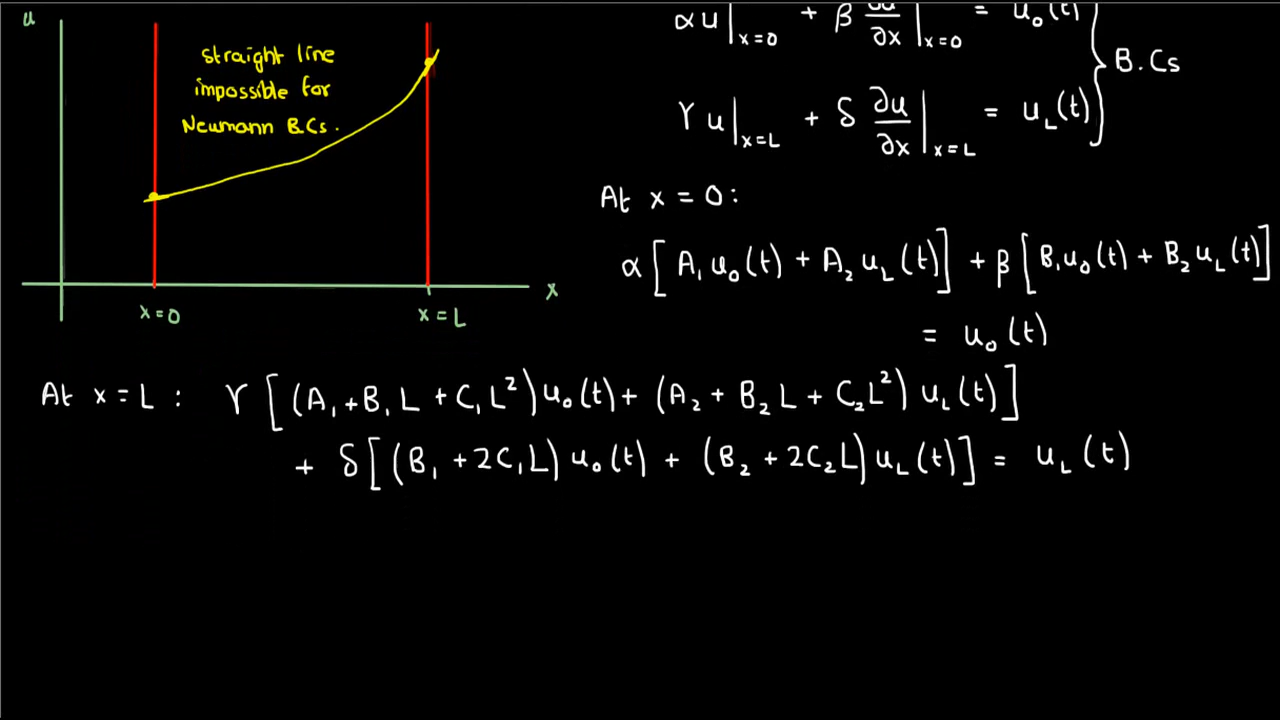 u
straight line
impossible for
Neumann B.Cs.
x=0
x=L
x
αu|ₓ₌₀ + β ∂u/∂x|ₓ₌₀ = u₀(t)
γu|ₓ₌L + δ ∂u/∂x|ₓ₌L = u_L(t)
} B.Cs
At x=0:
α[A₁u₀(t) + A₂u_L(t)] + β[B₁u₀(t) + B₂u_L(t)]
= u₀(t)
At x=L: γ[(A₁+B₁L+C₁L²)u₀(t) + (A₂+B₂L+C₂L²)u_L(t)]
+ δ[(B₁+2C₁L)u₀(t) + (B₂+2C₂L)u_L(t)] = u_L(t)